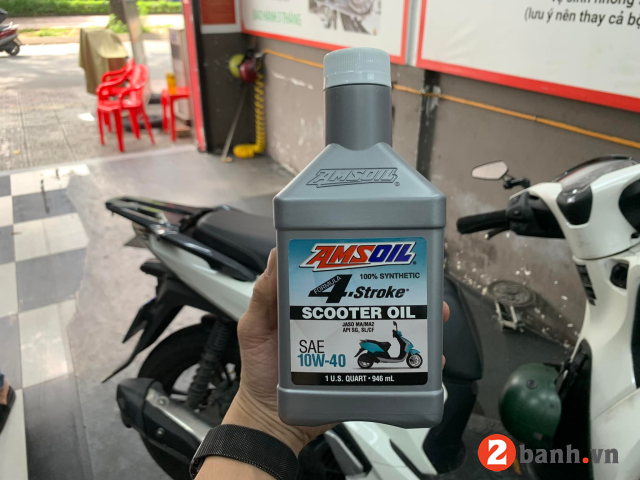 (lưu ý nên thay cả bộ
AMSOIL
AMSOIL
100% SYNTHETIC
FORMULA
4-Stroke®
SCOOTER OIL
JASO MA/MA2
API SG, SL/CF
SAE
10W-40
1 U.S. QUART • 946 mL
2banh.vn